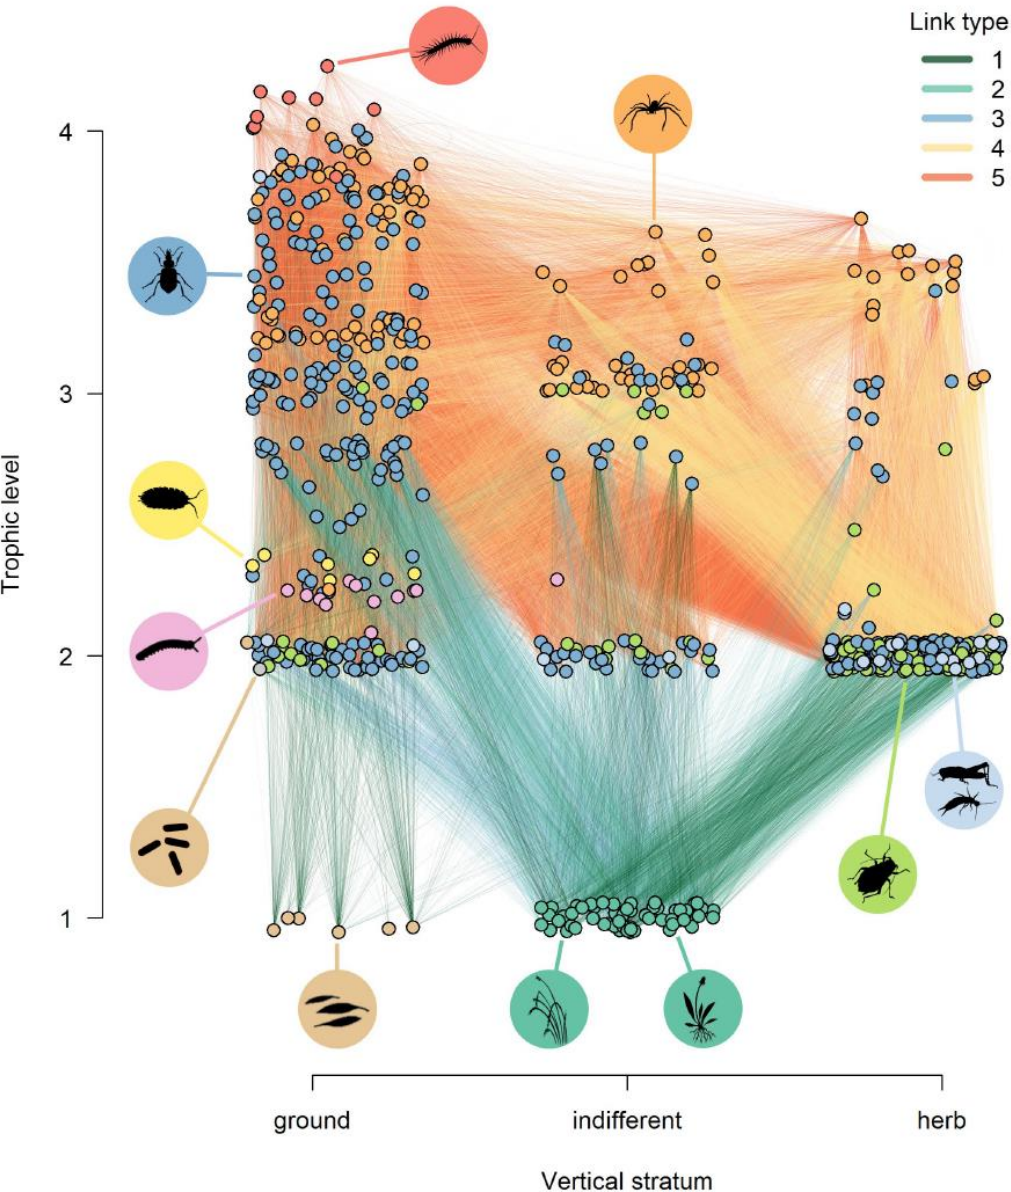 Link type
1
2
3
4
5
4
3
2
1
Trophic level
ground indifferent herb
Vertical stratum